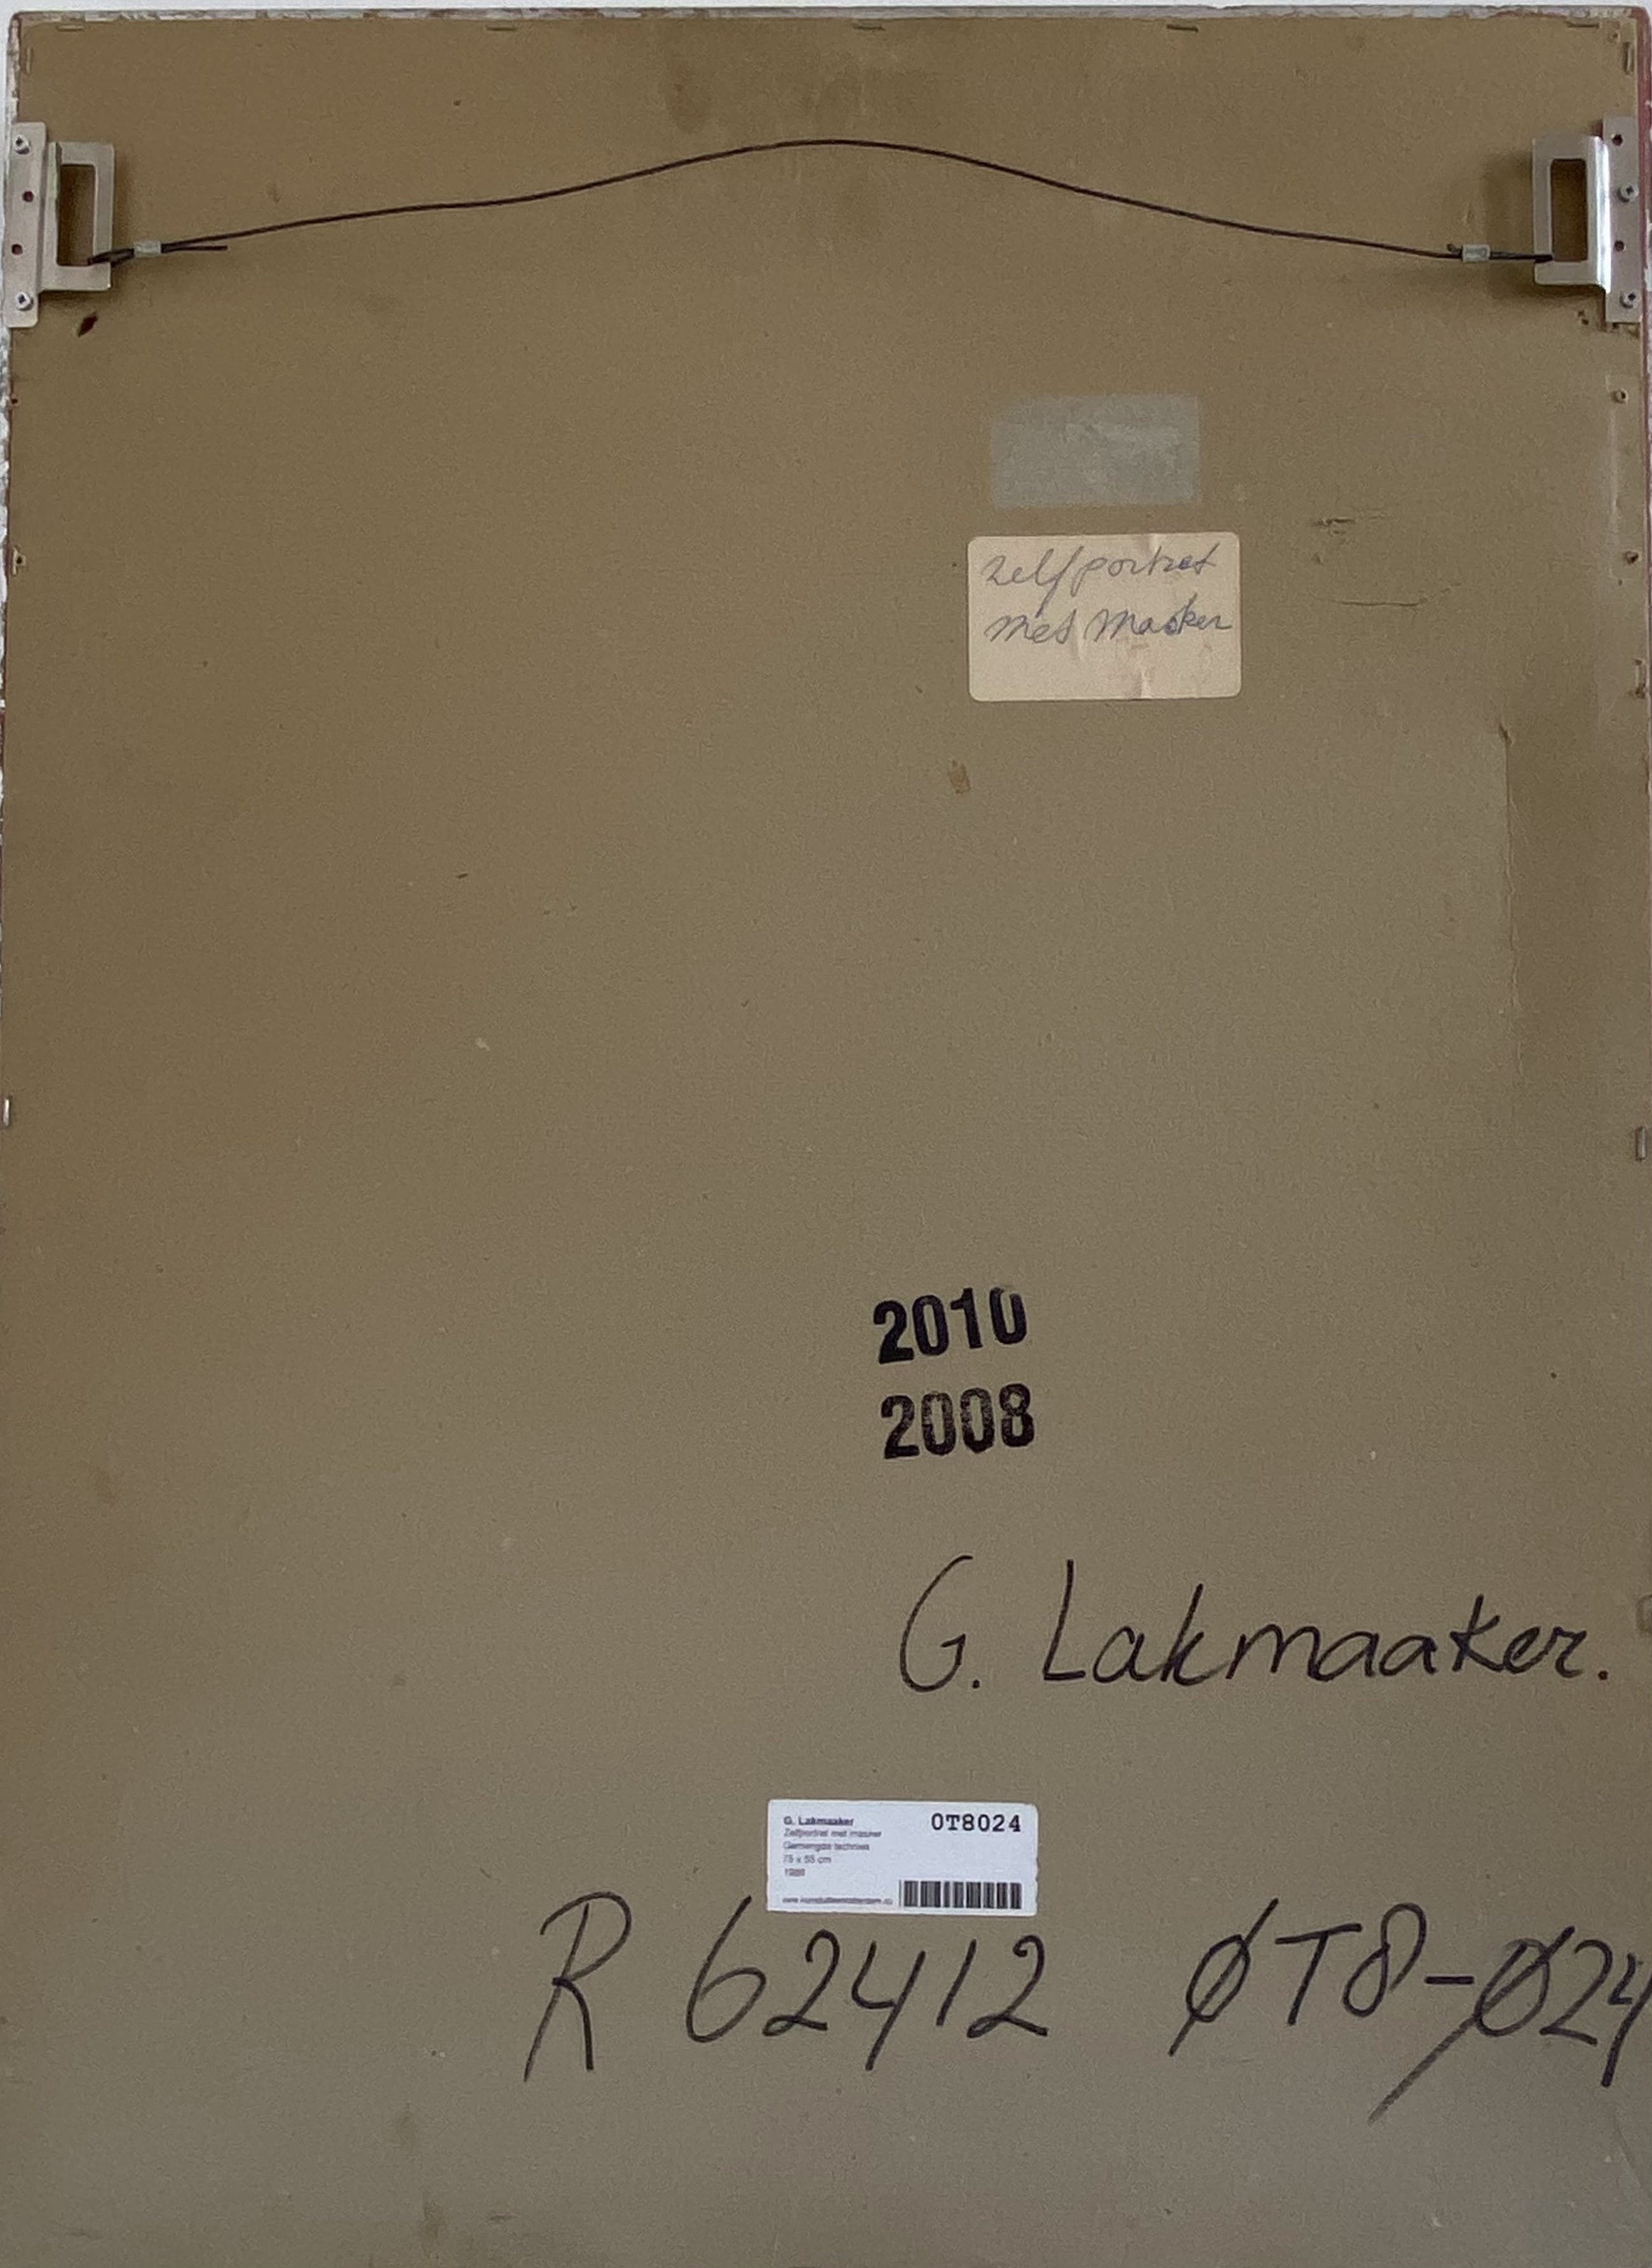 Zelfportret
met Masker
2010
2008
G. Lakmaaker.
G. Lakmaaker
0T8024
Zelfportret met masker
Gemengde techniek
75 x 55 cm
R 62412 ØT8-Ø24